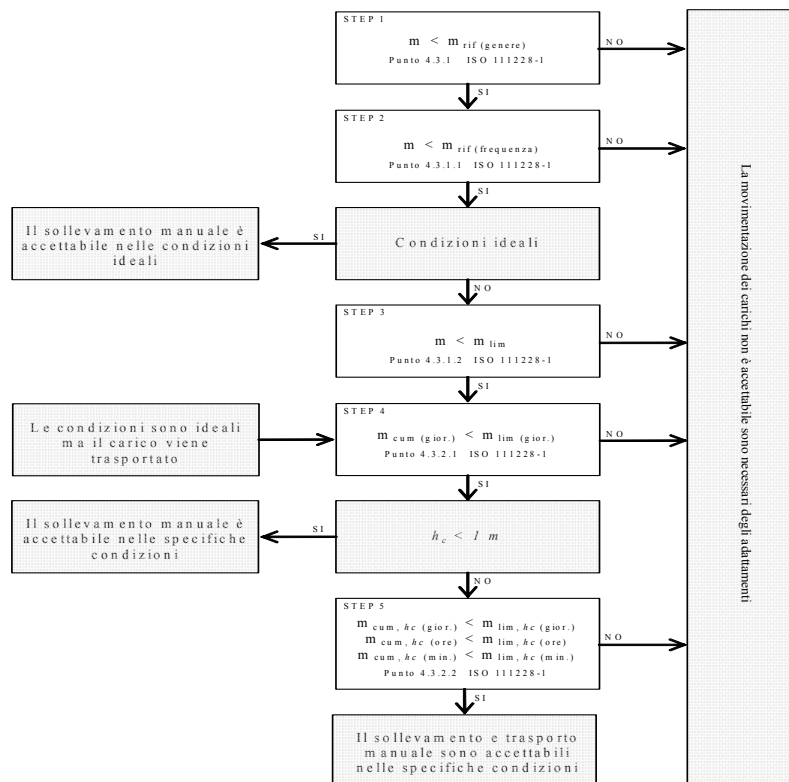 STEP 1
m < m rif (genere)
Punto 4.3.1 ISO 111228-1
NO
SI
STEP 2
m < m rif (frequenza)
Punto 4.3.1.1 ISO 111228-1
NO
SI
Il sollevamento manuale è
accettabile nelle condizioni
ideali
SI
Condizioni ideali
NO
STEP 3
m < m lim
Punto 4.3.1.2 ISO 111228-1
NO
SI
Le condizioni sono ideali
ma il carico viene
trasportato
STEP 4
m cum (gior.) < m lim (gior.)
Punto 4.3.2.1 ISO 111228-1
NO
SI
Il sollevamento manuale è
accettabile nelle specifiche
condizioni
SI
h c < 1 m
NO
STEP 5
m cum, hc (gior.) < m lim, hc (gior.)
m cum, hc (ore) < m lim, hc (ore)
m cum, hc (min.) < m lim, hc (min.)
Punto 4.3.2.2 ISO 111228-1
NO
SI
Il sollevamento e trasporto
manuale sono accettabili
nelle specifiche condizioni
La movimentazione dei carichi non è accettabile sono necessari degli adattamenti